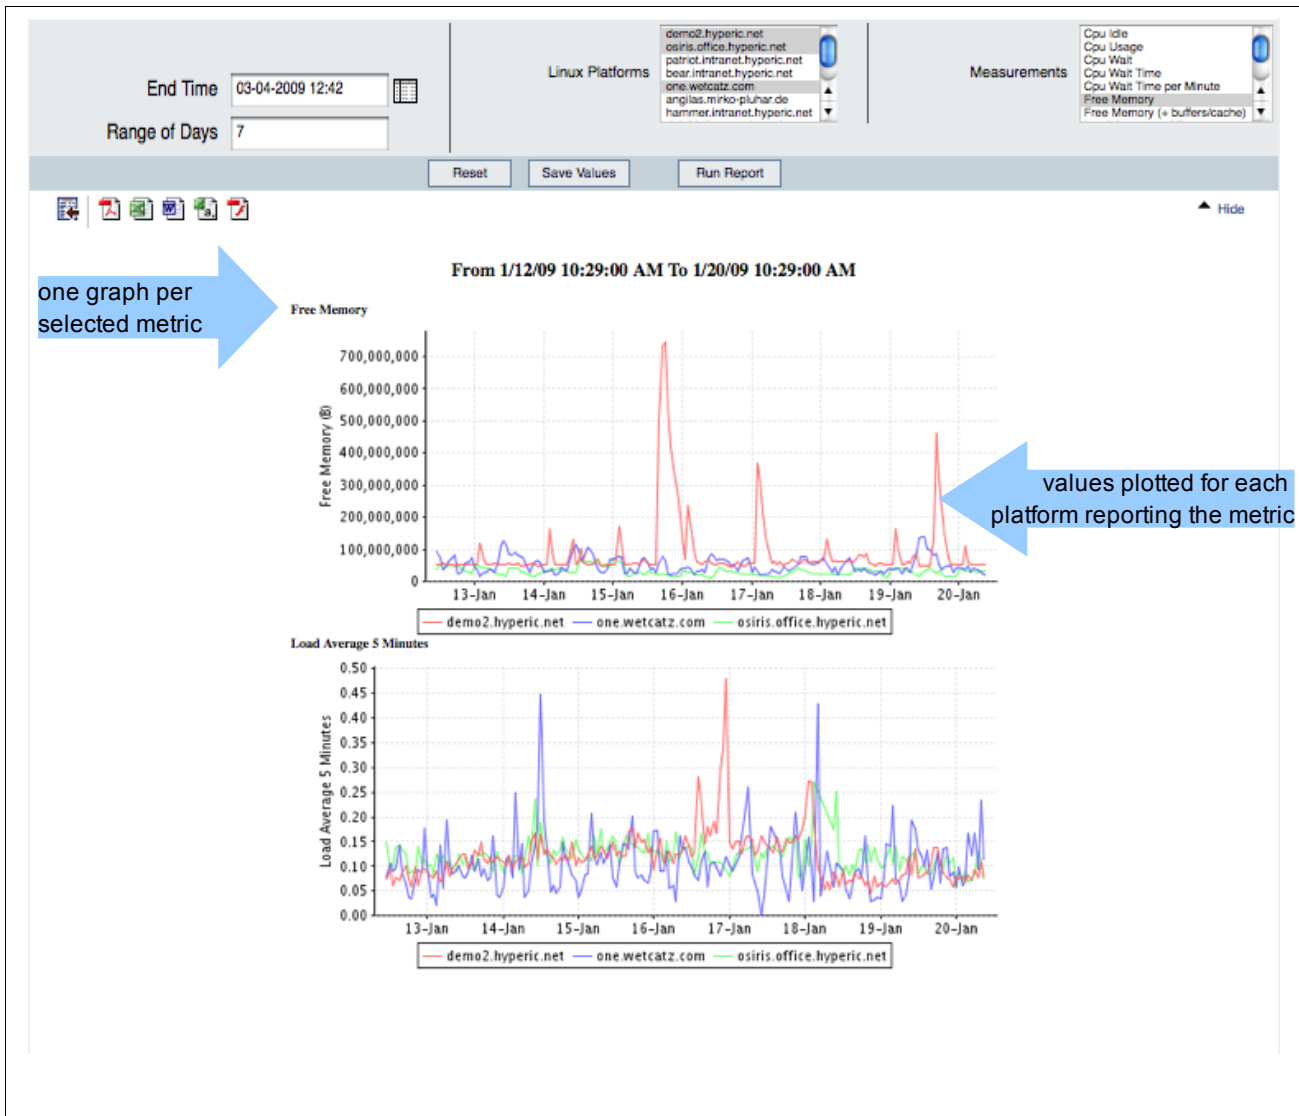 End Time 03-04-2009 12:42
Range of Days 7
Linux Platforms
demo2.hyperic.net
osiris.office.hyperic.net
patriot.intranet.hyperic.net
bear.intranet.hyperic.net
one.wetcatz.com
angilas.mirko-pluhar.de
hammer.intranet.hyperic.net
Measurements
Cpu Idle
Cpu Usage
Cpu Wait
Cpu Wait Time
Cpu Wait Time per Minute
Free Memory
Free Memory (+ buffers/cache)
Reset Save Values Run Report
Hide
From 1/12/09 10:29:00 AM To 1/20/09 10:29:00 AM
one graph per
selected metric
Free Memory
Free Memory (B)
700,000,000
600,000,000
500,000,000
400,000,000
300,000,000
200,000,000
100,000,000
0
13-Jan 14-Jan 15-Jan 16-Jan 17-Jan 18-Jan 19-Jan 20-Jan
demo2.hyperic.net one.wetcatz.com osiris.office.hyperic.net
values plotted for each
platform reporting the metric
Load Average 5 Minutes
Load Average 5 Minutes
0.50
0.45
0.40
0.35
0.30
0.25
0.20
0.15
0.10
0.05
0.00
13-Jan 14-Jan 15-Jan 16-Jan 17-Jan 18-Jan 19-Jan 20-Jan
demo2.hyperic.net one.wetcatz.com osiris.office.hyperic.net